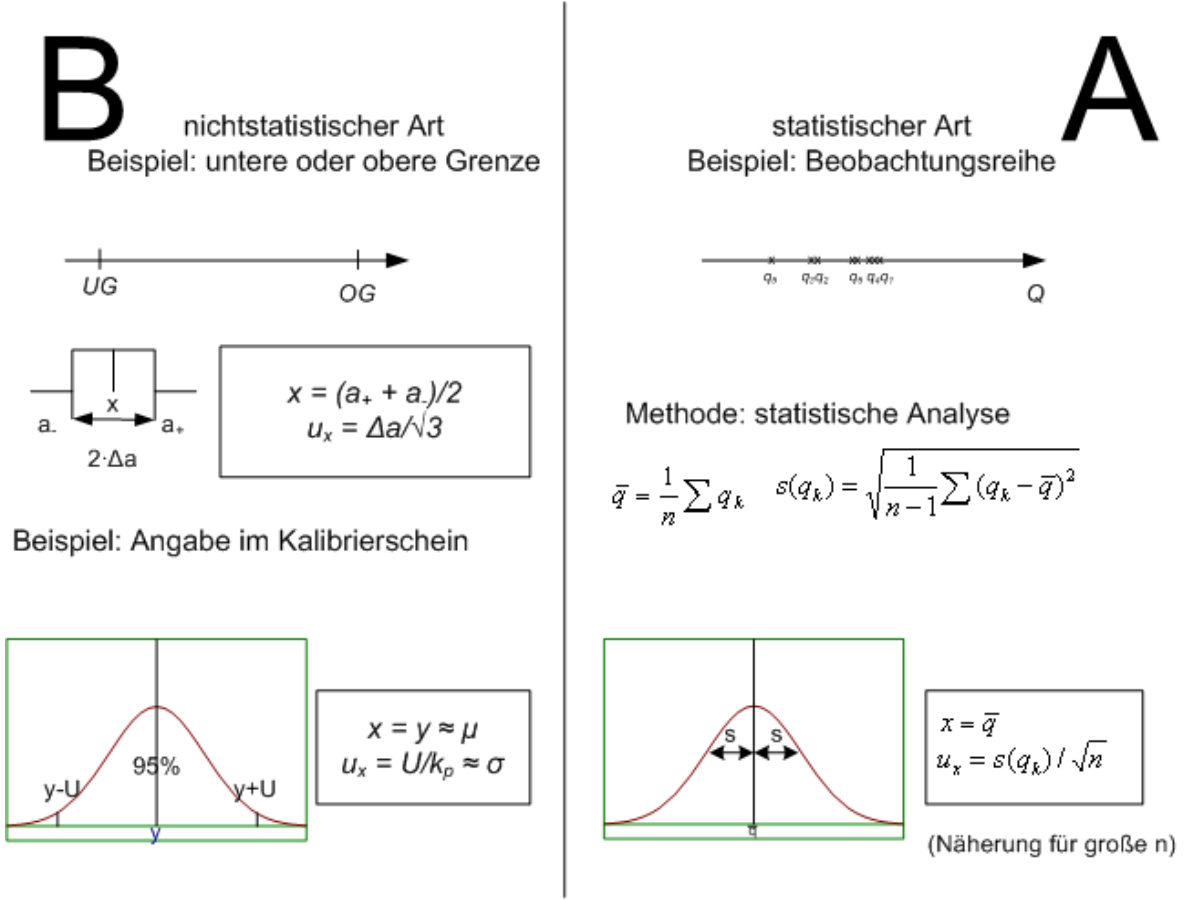 B
nichtstatistischer Art
Beispiel: untere oder obere Grenze
UG
OG
x
a₋
a₊
2·Δa
x = (a₊ + a₋)/2
uₓ = Δa/√3
Beispiel: Angabe im Kalibrierschein
95%
y-U
y+U
y
x = y ≈ μ
uₓ = U/kₚ ≈ σ
A
statistischer Art
Beispiel: Beobachtungsreihe
Q
Methode: statistische Analyse
q̅ = 1/n ∑ qₖ
s(qₖ) = √(1/(n−1) ∑ (qₖ − q̅)²)
s
s
q̅
x = q̅
uₓ = s(qₖ) / √n
(Näherung für große n)